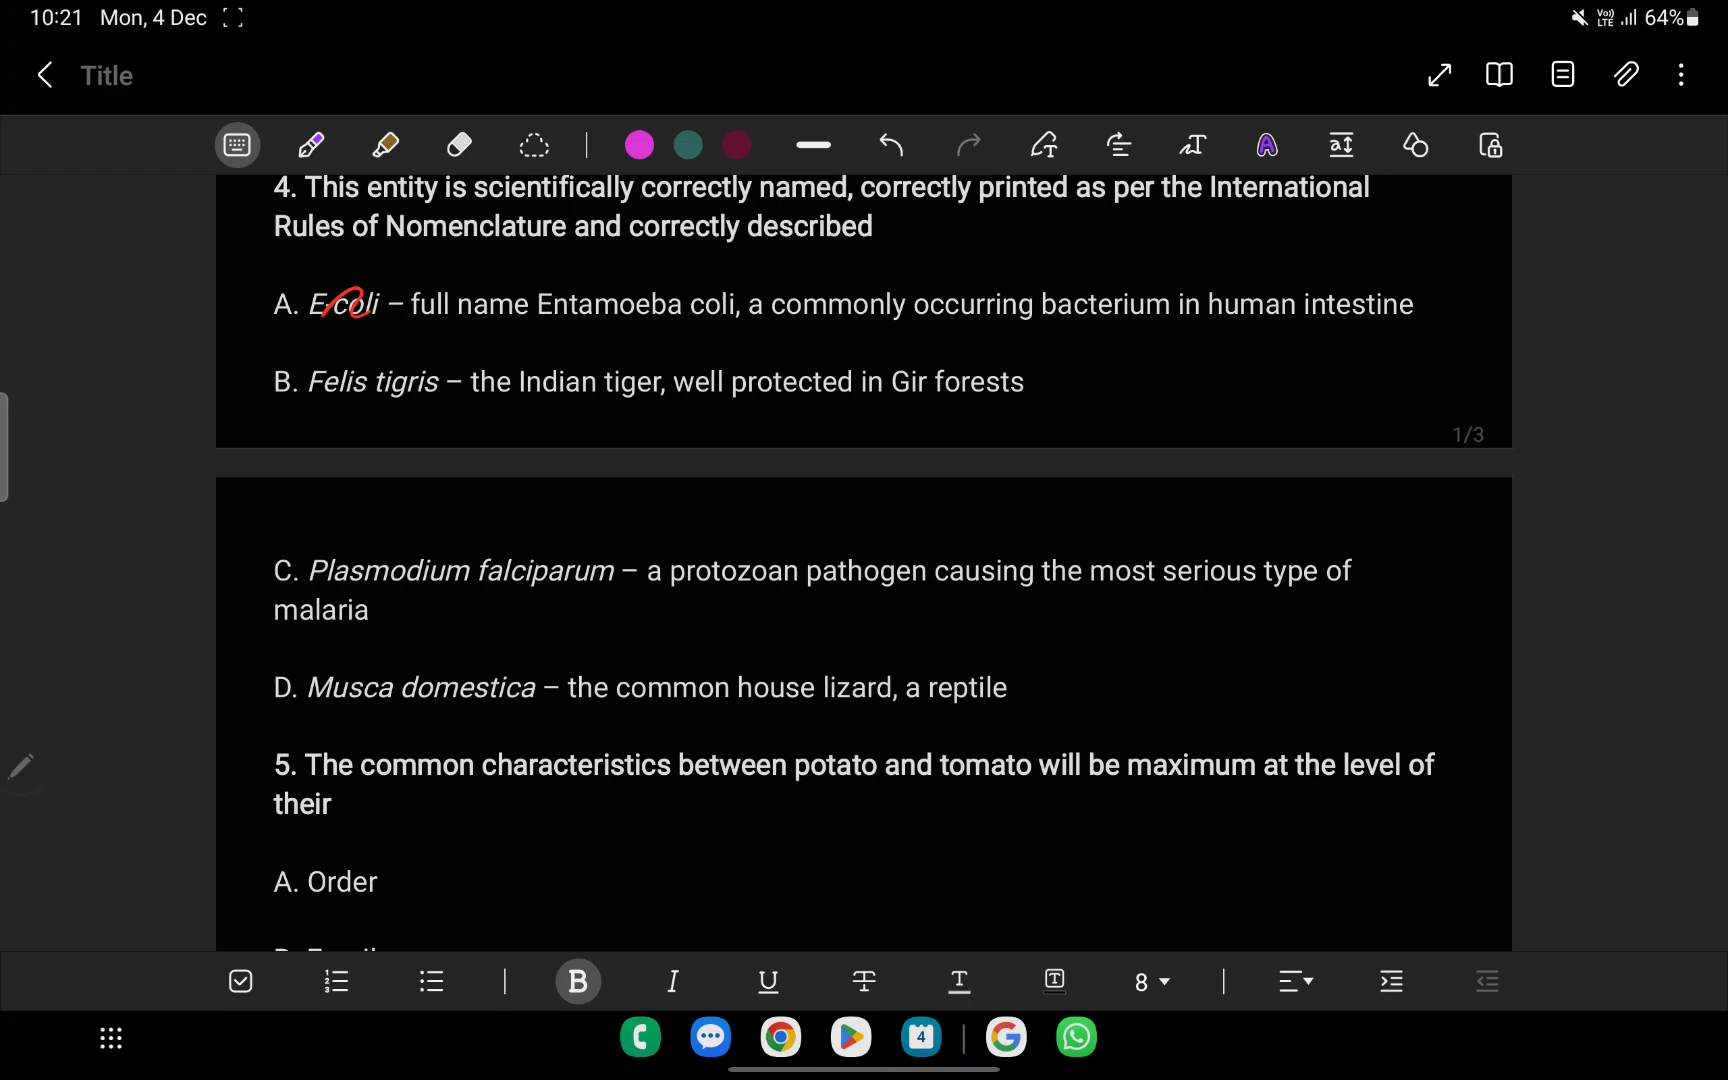 10:21 Mon, 4 Dec
Vo)) LTE 64%
Title
4. This entity is scientifically correctly named, correctly printed as per the International
Rules of Nomenclature and correctly described
A. E-coli – full name Entamoeba coli, a commonly occurring bacterium in human intestine
B. Felis tigris – the Indian tiger, well protected in Gir forests
1/3
C. Plasmodium falciparum – a protozoan pathogen causing the most serious type of
malaria
D. Musca domestica – the common house lizard, a reptile
5. The common characteristics between potato and tomato will be maximum at the level of
their
A. Order
B I U T T T 8
4